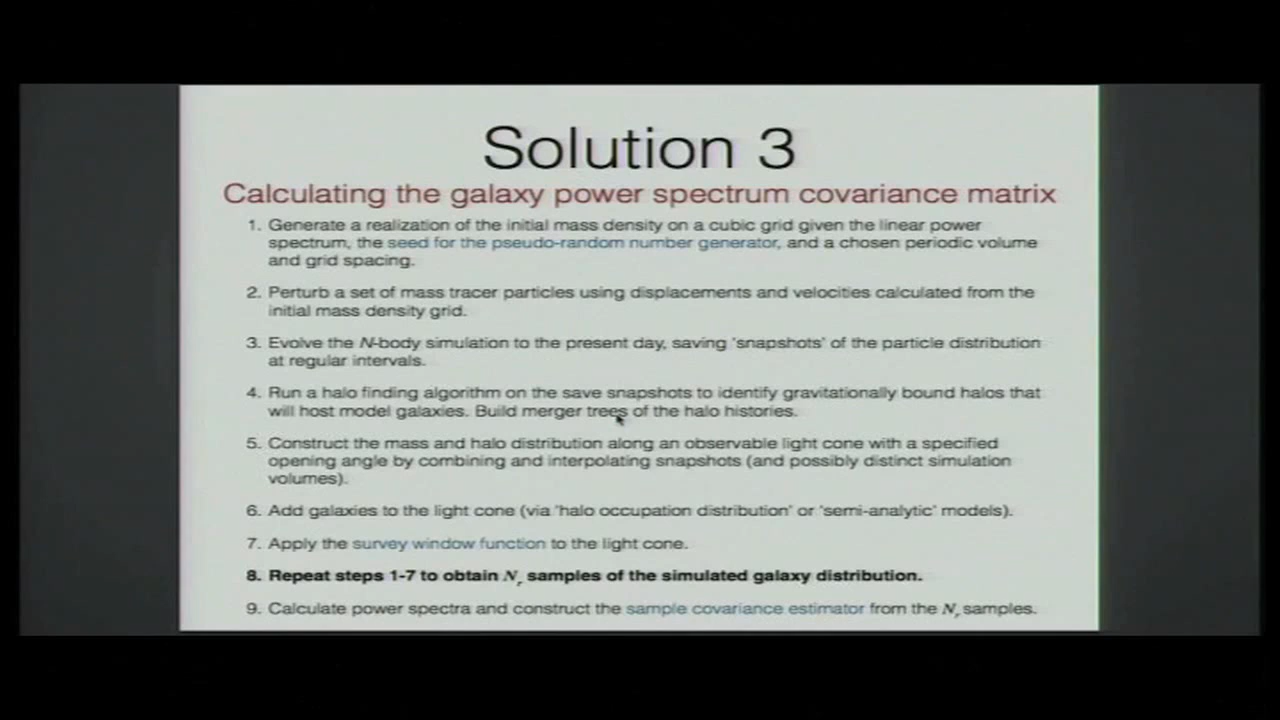 Solution 3
Calculating the galaxy power spectrum covariance matrix
1. Generate a realization of the initial mass density on a cubic grid given the linear power
spectrum, the seed for the pseudo-random number generator, and a chosen periodic volume
and grid spacing.
2. Perturb a set of mass tracer particles using displacements and velocities calculated from the
initial mass density grid.
3. Evolve the N-body simulation to the present day, saving 'snapshots' of the particle distribution
at regular intervals.
4. Run a halo finding algorithm on the save snapshots to identify gravitationally bound halos that
will host model galaxies. Build merger trees of the halo histories.
5. Construct the mass and halo distribution along an observable light cone with a specified
opening angle by combining and interpolating snapshots (and possibly distinct simulation
volumes).
6. Add galaxies to the light cone (via 'halo occupation distribution' or 'semi-analytic' models).
7. Apply the survey window function to the light cone.
8. Repeat steps 1-7 to obtain Nr samples of the simulated galaxy distribution.
9. Calculate power spectra and construct the sample covariance estimator from the Nr samples.